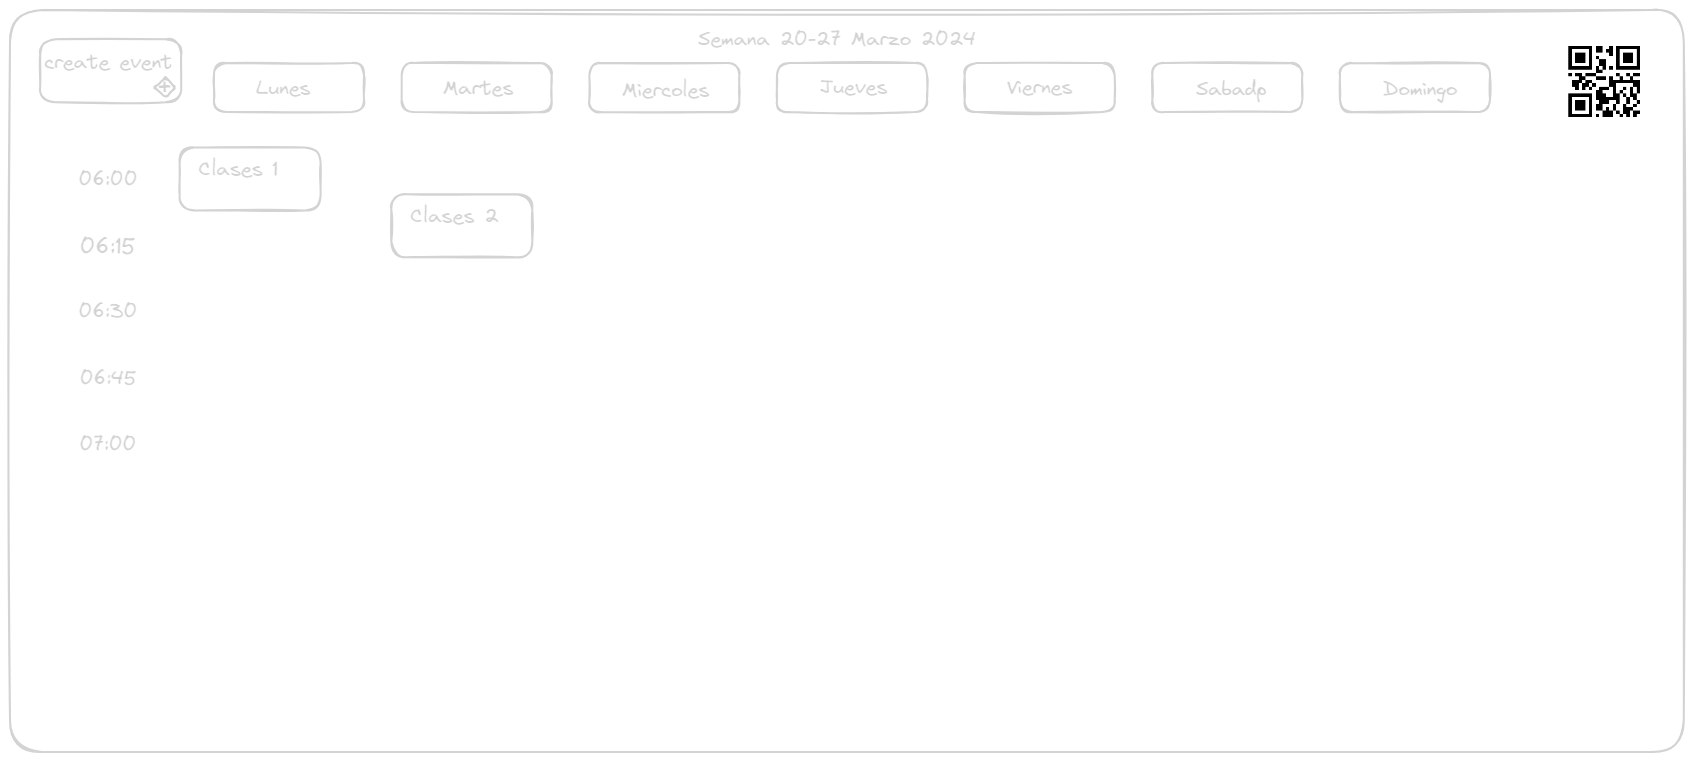 Semana 20-27 Marzo 2024
create event
Lunes
Martes
Miercoles
Jueves
Viernes
Sabadp
Domingo
06:00
Clases 1
Clases 2
06:15
06:30
06:45
07:00